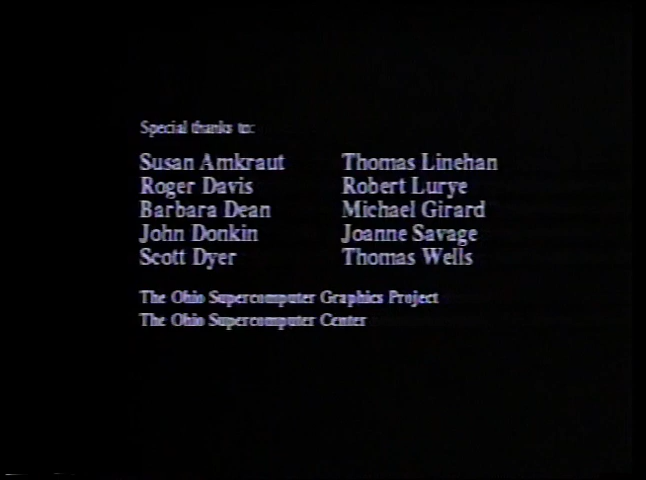 Special thanks to:
Susan Amkraut Thomas Linehan
Roger Davis Robert Lurye
Barbara Dean Michael Girard
John Donkin Joanne Savage
Scott Dyer Thomas Wells
The Ohio Supercomputer Graphics Project
The Ohio Supercomputer Center